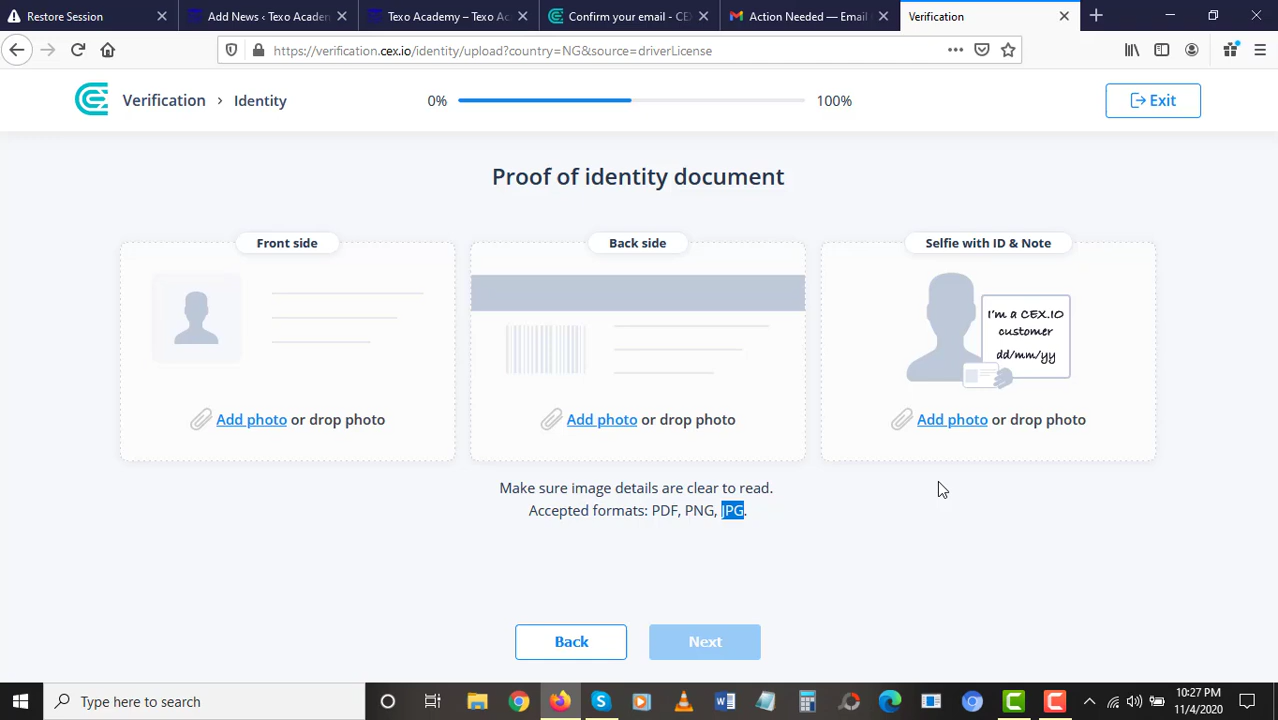 Restore Session
Add News ‹ Texo Academ
Texo Academy – Texo Ac
Confirm your email - CEX
Action Needed — Email
Verification
https://verification.cex.io/identity/upload?country=NG&source=driverLicense
Verification > Identity
0%
100%
Exit
Proof of identity document
Front side
Back side
Selfie with ID & Note
I'm a CEX.IO
customer
dd/mm/yy
Add photo or drop photo
Add photo or drop photo
Add photo or drop photo
Make sure image details are clear to read.
Accepted formats: PDF, PNG, JPG.
Back
Next
Type here to search
10:27 PM
11/4/2020